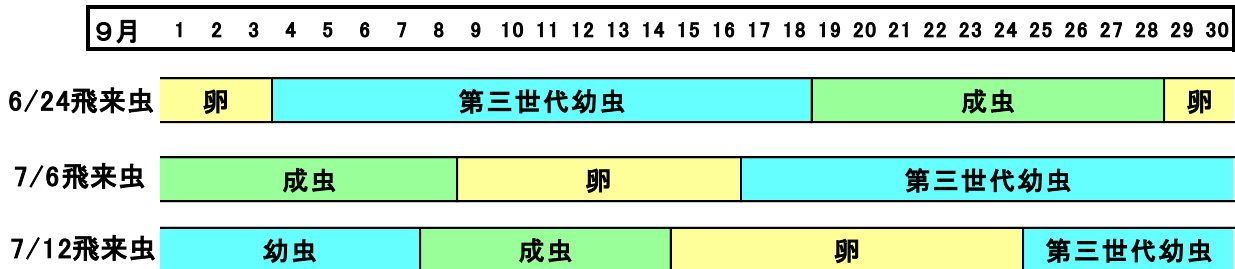 ９月 1 2 3 4 5 6 7 8 9 10 11 12 13 14 15 16 17 18 19 20 21 22 23 24 25 26 27 28 29 30
6/24飛来虫 卵 第三世代幼虫 成虫 卵
7/6飛来虫 成虫 卵 第三世代幼虫
7/12飛来虫 幼虫 成虫 卵 第三世代幼虫